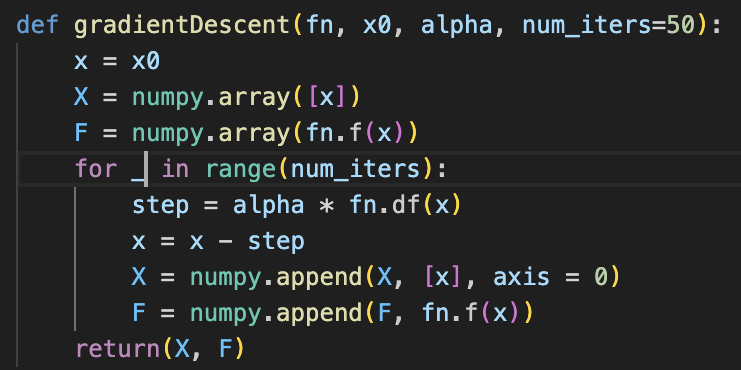 def gradientDescent(fn, x0, alpha, num_iters=50):
    x = x0
    X = numpy.array([x])
    F = numpy.array(fn.f(x))
    for _ in range(num_iters):
        step = alpha * fn.df(x)
        x = x - step
        X = numpy.append(X, [x], axis = 0)
        F = numpy.append(F, fn.f(x))
    return(X, F)